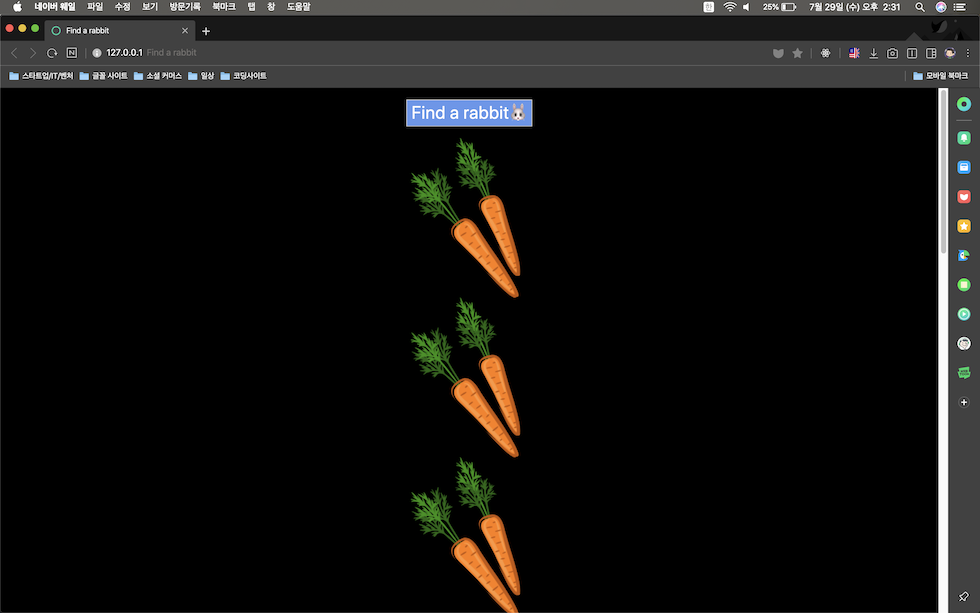 네이버 웨일 파일 수정 보기 방문기록 북마크 탭 창 도움말 한 25% 7월 29일 (수) 오후 2:31
Find a rabbit
N 127.0.0.1 Find a rabbit
스타트업/IT/벤처 글꼴 사이트 소셜 커머스 일상 코딩사이트 모바일 북마크
Find a rabbit🐰